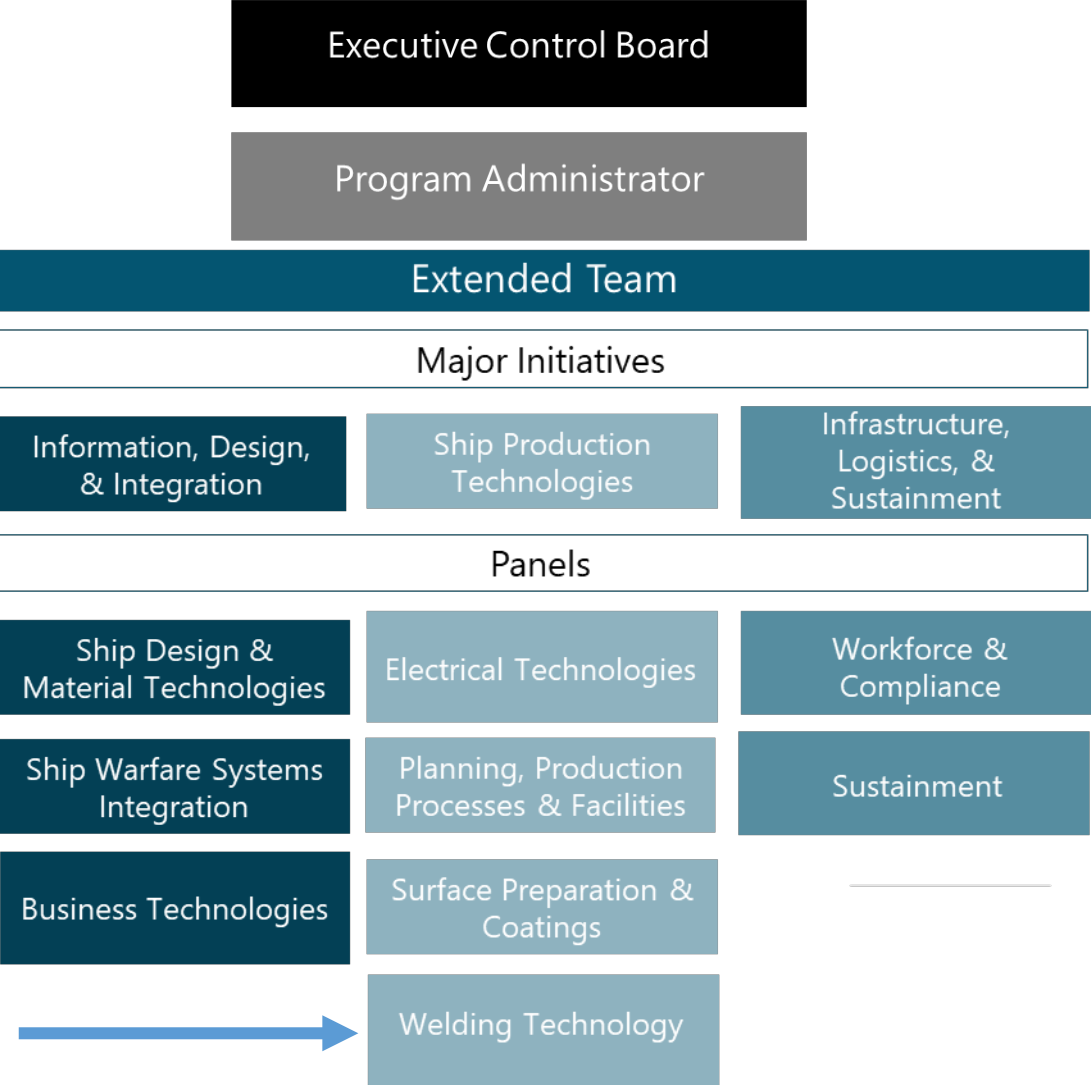 Executive Control Board
Program Administrator
Extended Team
Major Initiatives
Information, Design,
& Integration
Ship Production
Technologies
Infrastructure,
Logistics, &
Sustainment
Panels
Ship Design &
Material Technologies
Electrical Technologies
Workforce &
Compliance
Ship Warfare Systems
Integration
Planning, Production
Processes & Facilities
Sustainment
Business Technologies
Surface Preparation &
Coatings
Welding Technology